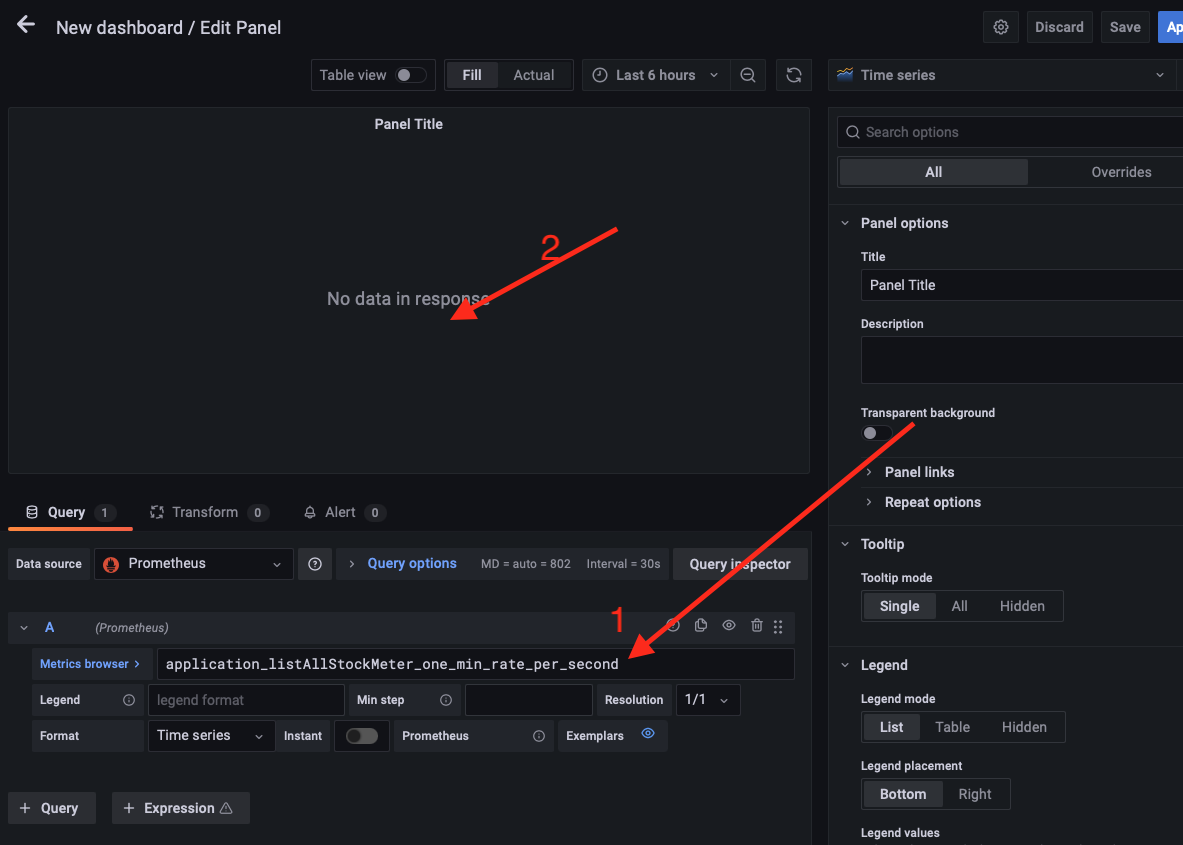 New dashboard / Edit Panel
Discard
Save
Ap
Table view
Fill
Actual
Last 6 hours
Time series
Panel Title
Search options
All
Overrides
Panel options
Title
Panel Title
Description
2
No data in response
Transparent background
Panel links
Repeat options
Query 1
Transform 0
Alert 0
Tooltip
Data source
Prometheus
Query options
MD = auto = 802
Interval = 30s
Query inspector
Tooltip mode
Single
All
Hidden
1
A
(Prometheus)
Metrics browser >
application_listAllStockMeter_one_min_rate_per_second
Legend
Legend
legend format
Min step
Resolution
1/1
Legend mode
List
Table
Hidden
Format
Time series
Instant
Prometheus
Exemplars
Legend placement
Bottom
Right
+ Query
+ Expression
Legend values